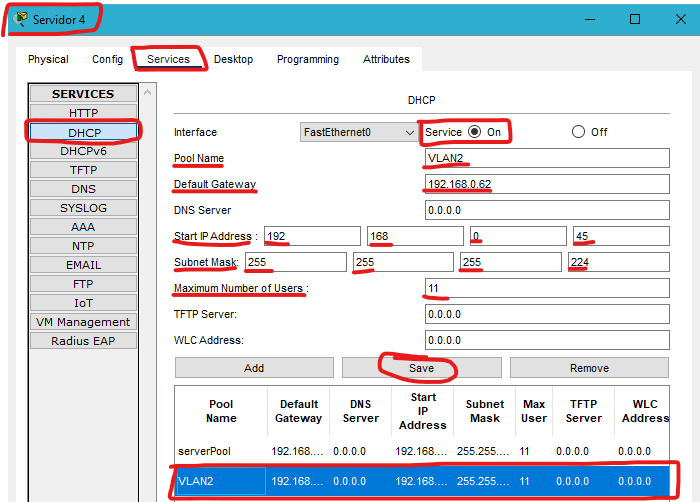 Servidor 4
Physical Config Services Desktop Programming Attributes
SERVICES
HTTP
DHCP
DHCPv6
TFTP
DNS
SYSLOG
AAA
NTP
EMAIL
FTP
IoT
VM Management
Radius EAP
DHCP
Interface FastEthernet0 Service On Off
Pool Name VLAN2
Default Gateway 192.168.0.62
DNS Server 0.0.0.0
Start IP Address : 192 168 0 45
Subnet Mask: 255 255 255 224
Maximum Number of Users : 11
TFTP Server: 0.0.0.0
WLC Address: 0.0.0.0
Add Save Remove
Pool Name Default Gateway DNS Server Start IP Address Subnet Mask Max User TFTP Server WLC Address
serverPool 192.168.... 0.0.0.0 192.168.... 255.255.... 11 0.0.0.0 0.0.0.0
VLAN2 192.168.... 0.0.0.0 192.168.... 255.255.... 11 0.0.0.0 0.0.0.0